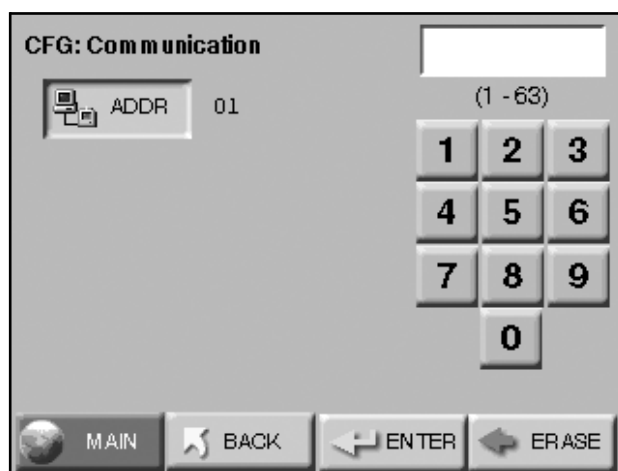 CFG: Communication
ADDR 01
(1 - 63)
1 2 3
4 5 6
7 8 9
0
MAIN BACK ENTER ERASE